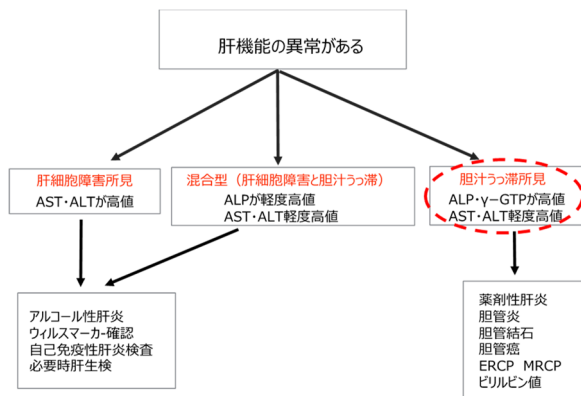 肝機能の異常がある
肝細胞障害所見
AST・ALTが高値
混合型（肝細胞障害と胆汁うっ滞）
ALPが軽度高値
AST・ALT軽度高値
胆汁うっ滞所見
ALP・γ－GTPが高値
AST・ALT軽度高値
アルコール性肝炎
ウィルスマーカー確認
自己免疫性肝炎検査
必要時肝生検
薬剤性肝炎
胆管炎
胆管結石
胆管癌
ERCP　MRCP
ビリルビン値